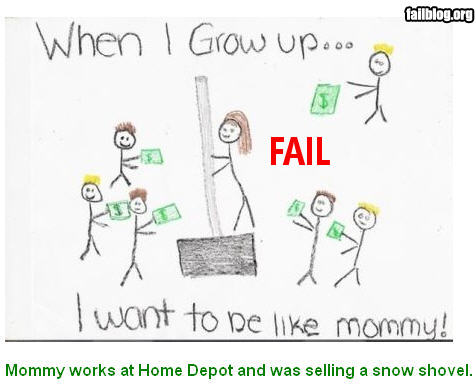 failblog.org
When I Grow up...
$
FAIL
$
$
$
$
$
I want to be like mommy!
Mommy works at Home Depot and was selling a snow shovel.